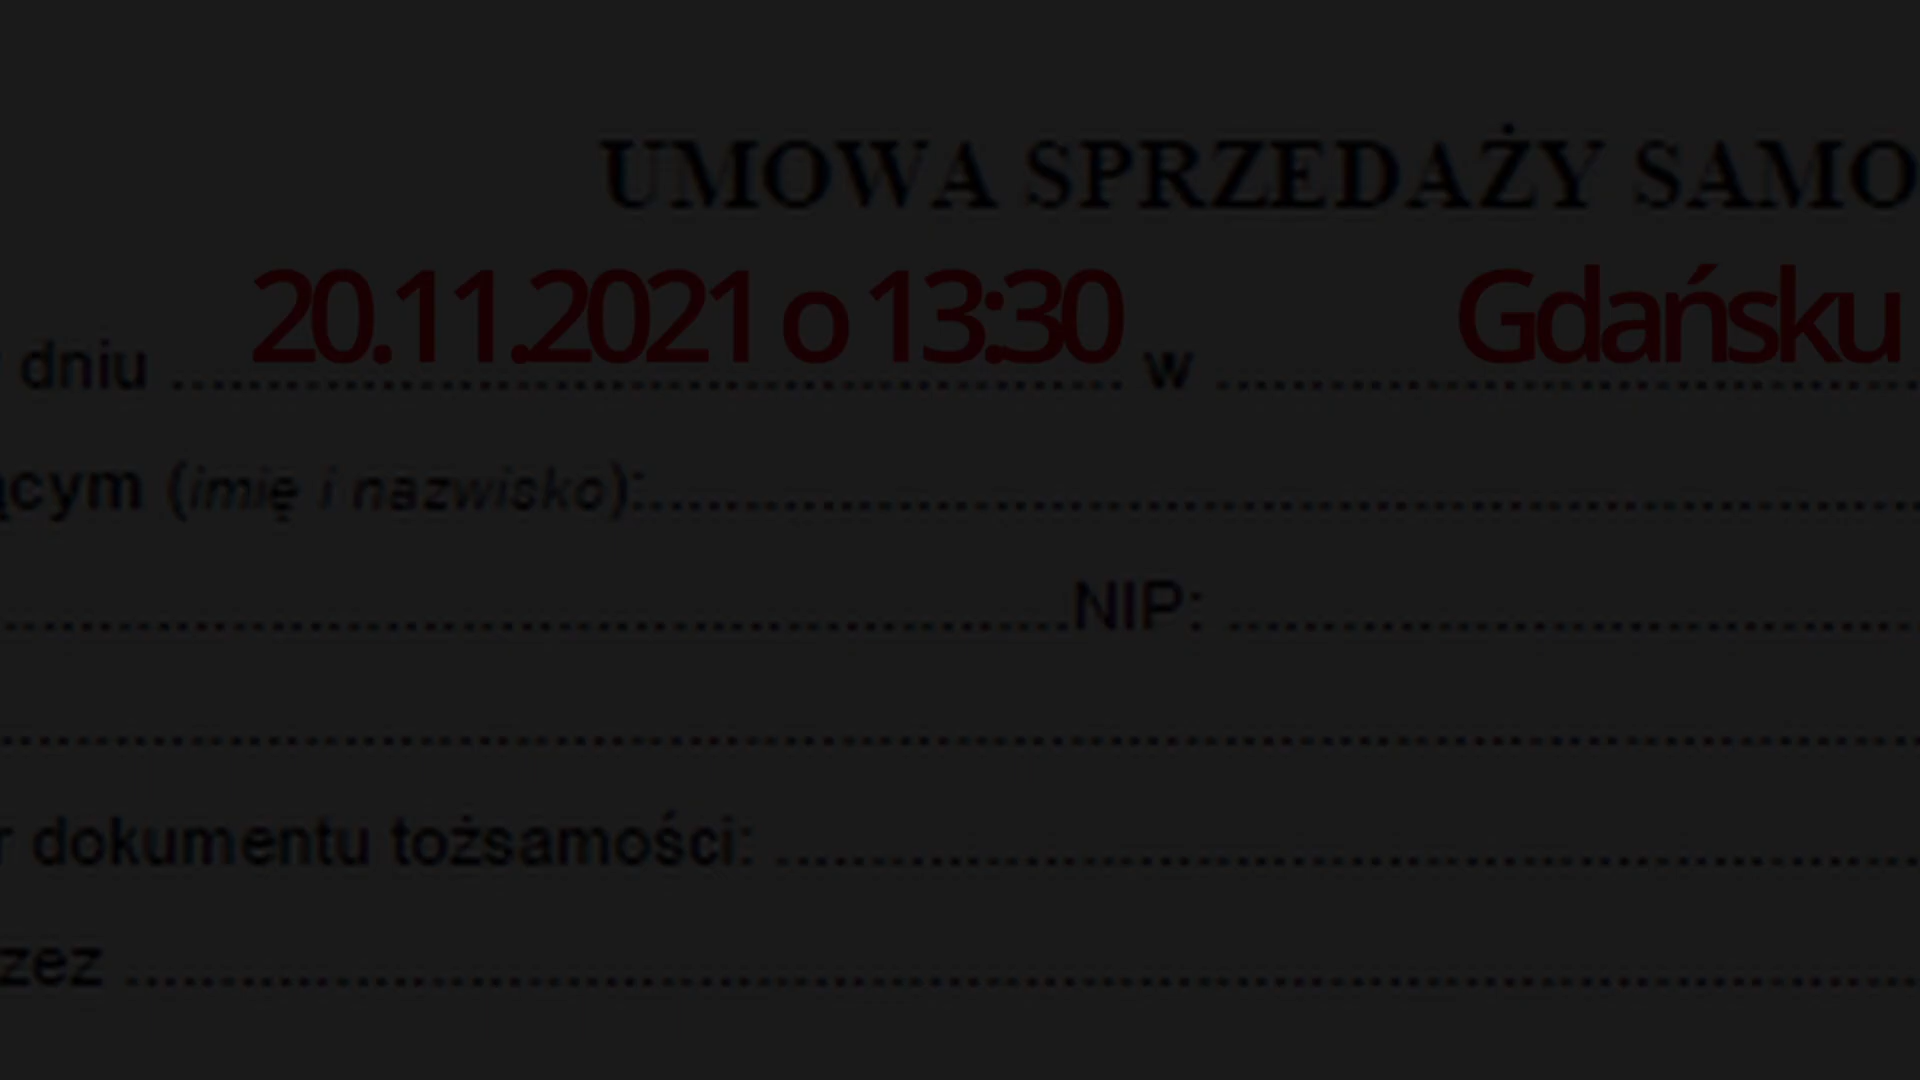 UMOWA SPRZEDAŻY SAMO
dniu 20.11.2021 o 13:30 w Gdańsku
ącym (imię i nazwisko):
NIP:
r dokumentu tożsamości:
zez